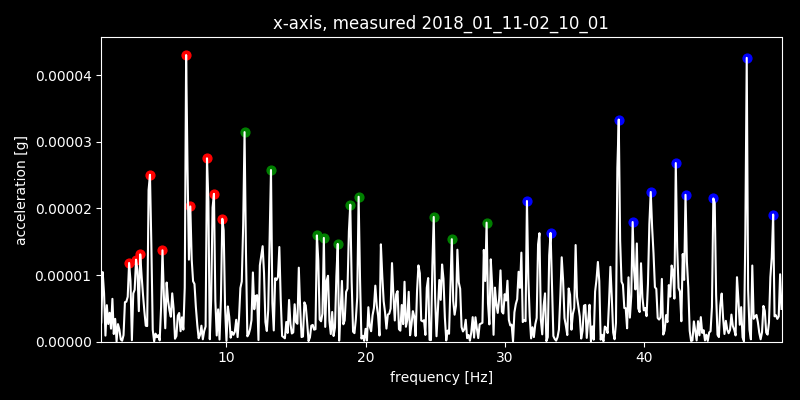 x-axis, measured 2018_01_11-02_10_01
0.00004
0.00003
0.00002
0.00001
0.00000
acceleration [g]
10 20 30 40
frequency [Hz]